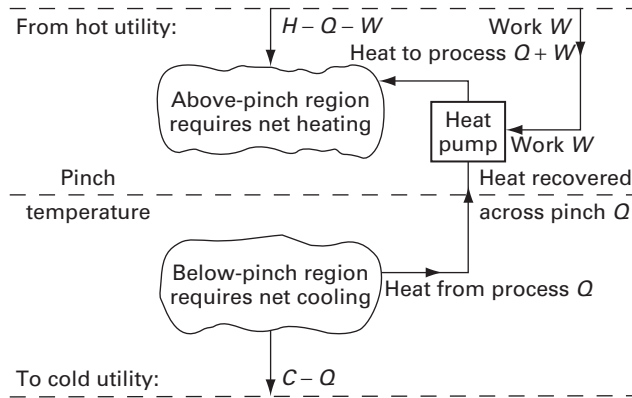 From hot utility:
H – Q – W
Work W
Heat to process Q + W
Above-pinch region
requires net heating
Heat
pump
Work W
Pinch
Heat recovered
temperature
across pinch Q
Below-pinch region
requires net cooling
Heat from process Q
To cold utility:
C – Q